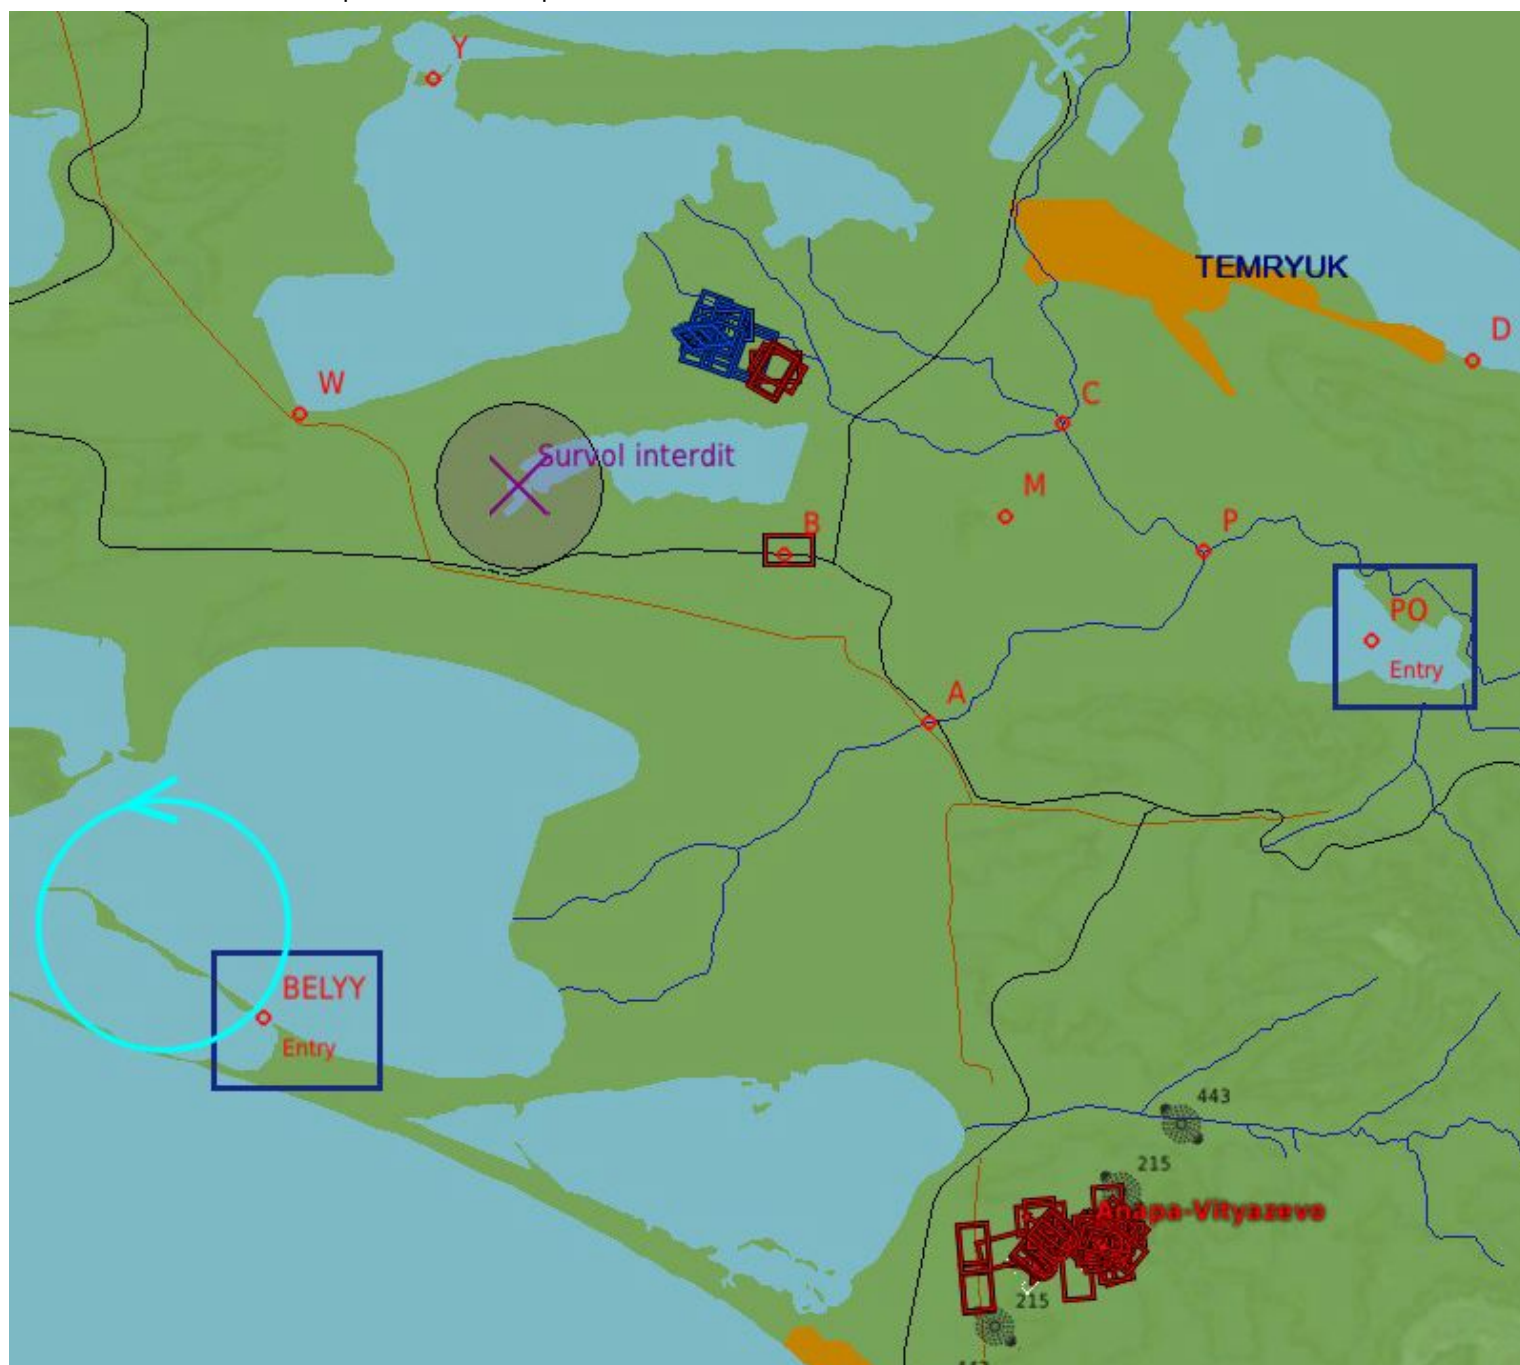 Y
TEMRYUK
D
W
C
Survol interdit
M
B
P
PO
Entry
A
BELYY
Entry
443
215
Anapa-Vityazevo
215